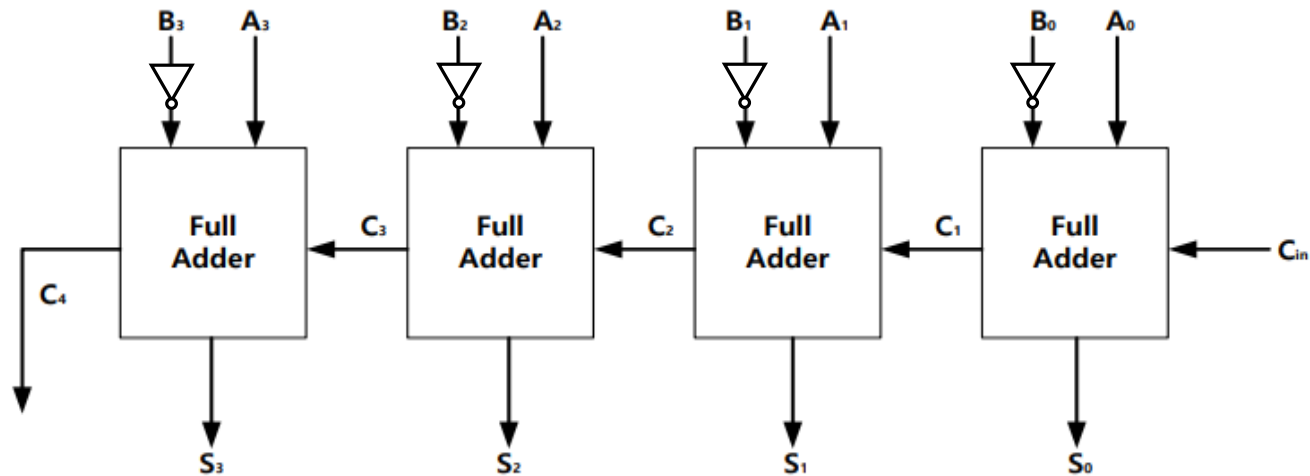 B₃ A₃ B₂ A₂ B₁ A₁ B₀ A₀
Full Adder
C₃
Full Adder
C₂
Full Adder
C₁
Full Adder
Cᵢₙ
C₄
S₃ S₂ S₁ S₀